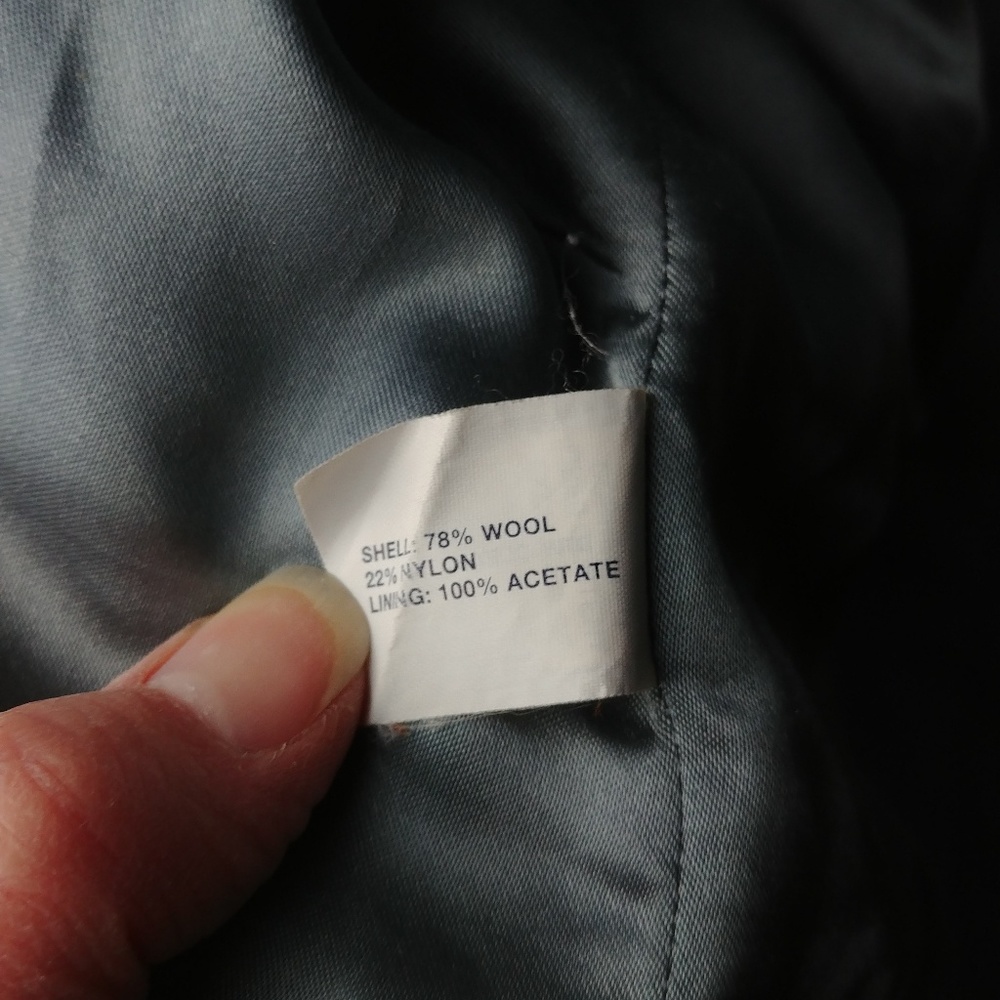 SHELL: 78% WOOL
22% NYLON
LINING: 100% ACETATE